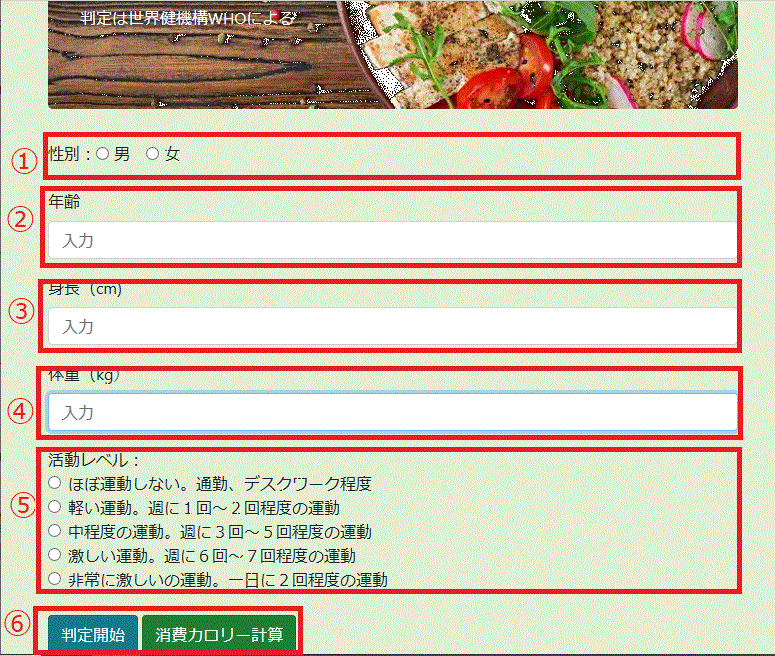 判定は世界健機構WHOによる
① 性別：男 女
② 年齢
入力
③ 身長（cm)
入力
④ 体重（kg）
入力
⑤ 活動レベル：
ほぼ運動しない。通勤、デスクワーク程度
軽い運動。週に１回～２回程度の運動
中程度の運動。週に３回～５回程度の運動
激しい運動。週に６回～７回程度の運動
非常に激しいの運動。一日に２回程度の運動
⑥ 判定開始 消費カロリー計算